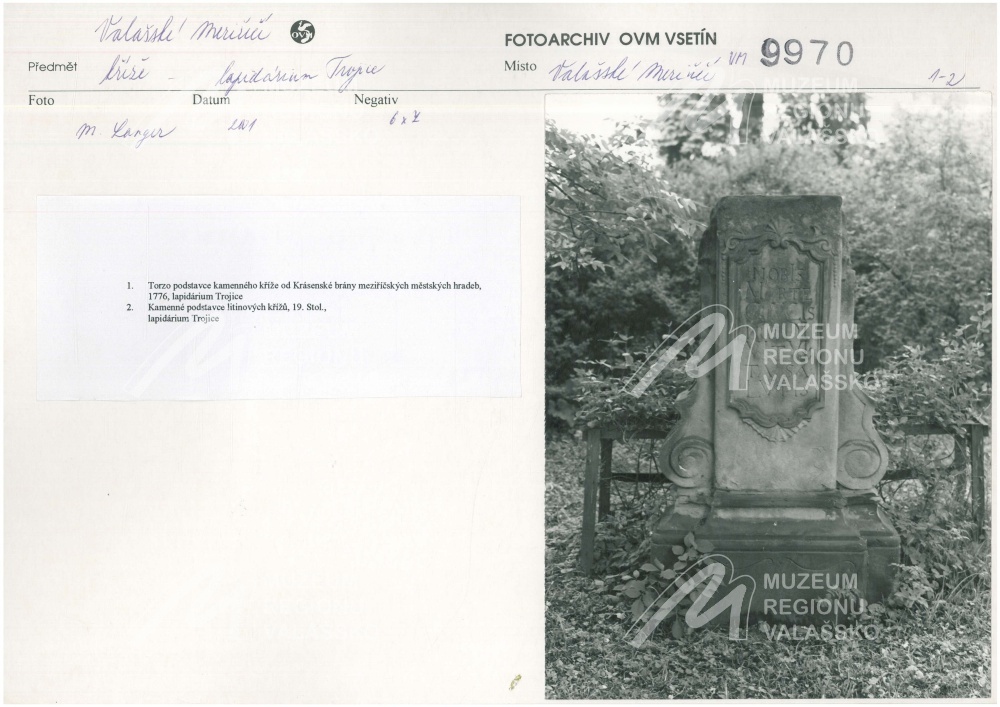 Valašské Meziříčí
OVM
FOTOARCHIV OVM VSETÍN
VM 9970
Předmět kříže - lapidárium Trojice
Místo Valašské Meziříčí
1-2
Foto Datum Negativ
M. Langer 2001 6x7
1. Torzo podstavce kamenného kříže od Krásenské brány meziříčských městských hradeb,
1776, lapidárium Trojice
2. Kamenné podstavce litinových křížů, 19. Stol.,
lapidárium Trojice
MUZEUM
REGIONU
VALAŠSKO
MUZEUM
REGIONU
VALAŠSKO